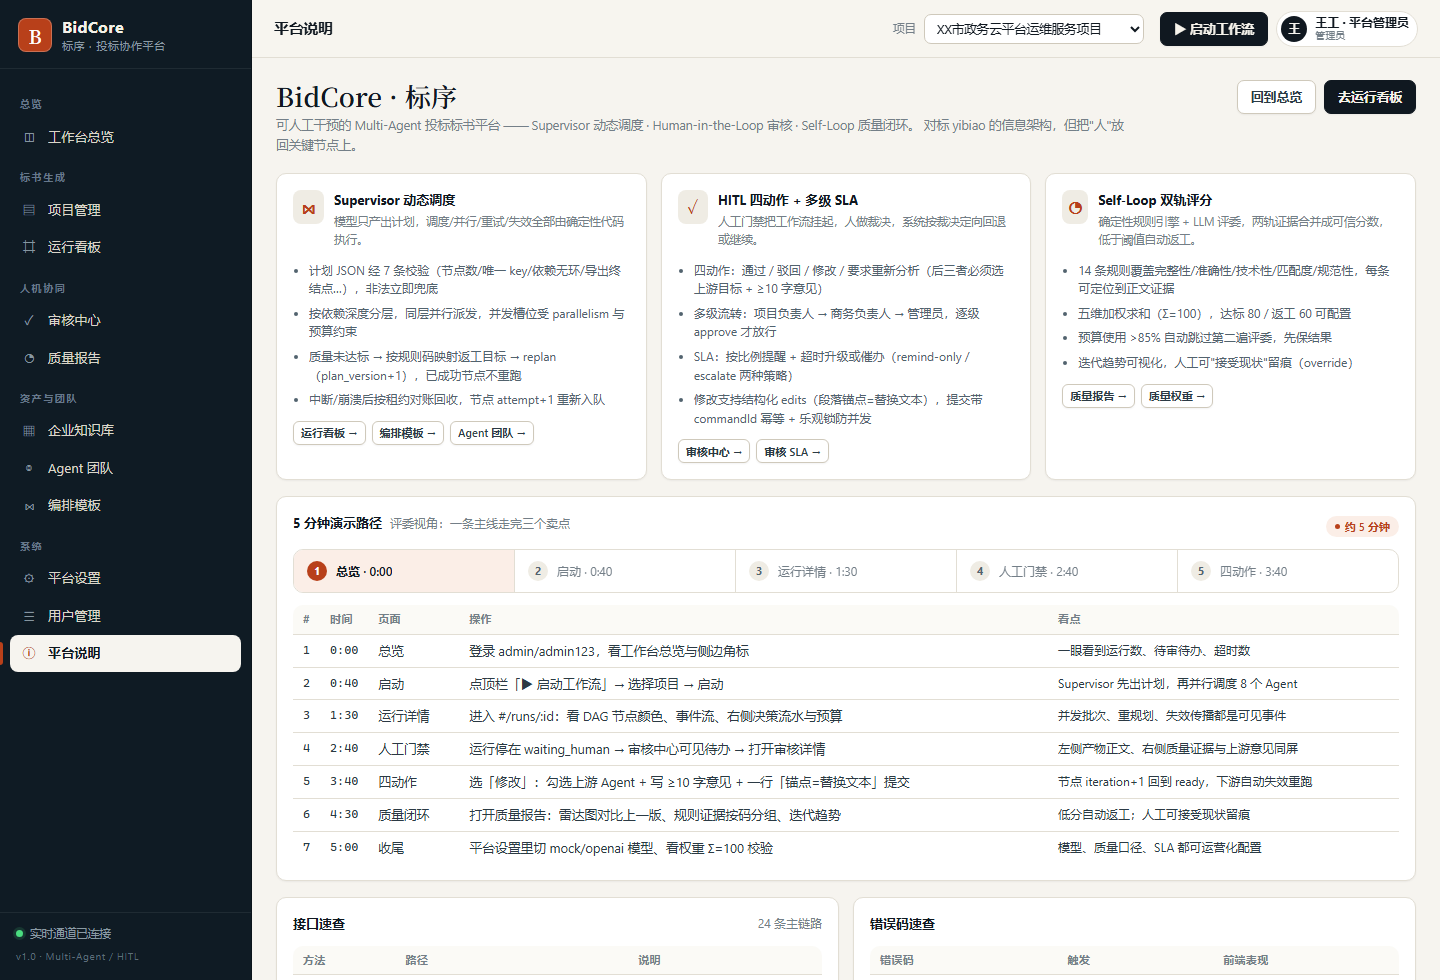 B
BidCore
标序 · 投标协作平台
总览
工作台总览
标书生成
项目管理
运行看板
人机协同
审核中心
质量报告
资产与团队
企业知识库
Agent 团队
编排模板
系统
平台设置
用户管理
平台说明
实时通道已连接
v1.0 · Multi-Agent / HITL
平台说明
项目
XX市政务云平台运维服务项目
▶ 启动工作流
王
王工 · 平台管理员
管理员
BidCore · 标序
可人工干预的 Multi-Agent 投标标书平台 —— Supervisor 动态调度 · Human-in-the-Loop 审核 · Self-Loop 质量闭环。 对标 yibiao 的信息架构，但把"人"放
回关键节点上。
回到总览
去运行看板
Supervisor 动态调度
模型只产出计划，调度/并行/重试/失效全部由确定性代码
执行。
• 计划 JSON 经 7 条校验（节点数/唯一 key/依赖无环/导出终
结点...），非法立即兜底
• 按依赖深度分层，同层并行派发，并发槽位受 parallelism 与
预算约束
• 质量未达标 → 按规则码映射返工目标 → replan
（plan_version+1），已成功节点不重跑
• 中断/崩溃后按租约对账回收，节点 attempt+1 重新入队
运行看板 →
编排模板 →
Agent 团队 →
HITL 四动作 + 多级 SLA
人工门禁把工作流挂起，人做裁决，系统按裁决定向回退
或继续。
• 四动作：通过 / 驳回 / 修改 / 要求重新分析（后三者必须选
上游目标 + ≥10 字意见）
• 多级流转：项目负责人 → 商务负责人 → 管理员，逐级
approve 才放行
• SLA：按比例提醒 + 超时升级或催办（remind-only /
escalate 两种策略）
• 修改支持结构化 edits（段落锚点=替换文本），提交带
commandId 幂等 + 乐观锁防并发
审核中心 →
审核 SLA →
Self-Loop 双轨评分
确定性规则引擎 + LLM 评委，两轨证据合并成可信分数，
低于阈值自动返工。
• 14 条规则覆盖完整性/准确性/技术性/匹配度/规范性，每条
可定位到正文证据
• 五维加权求和（Σ=100），达标 80 / 返工 60 可配置
• 预算使用 >85% 自动跳过第二遍评委，先保结果
• 迭代趋势可视化，人工可"接受现状"留痕（override）
质量报告 →
质量权重 →
5 分钟演示路径 评委视角：一条主线走完三个卖点
• 约 5 分钟
1 总览 · 0:00
2 启动 · 0:40
3 运行详情 · 1:30
4 人工门禁 · 2:40
5 四动作 · 3:40
# 时间 页面 操作 看点
1 0:00 总览 登录 admin/admin123，看工作台总览与侧边角标 一眼看到运行数、待审待办、超时数
2 0:40 启动 点顶栏「▶ 启动工作流」→ 选择项目 → 启动 Supervisor 先出计划，再并行调度 8 个 Agent
3 1:30 运行详情 进入 #/runs/:id：看 DAG 节点颜色、事件流、右侧决策流水与预算 并发批次、重规划、失效传播都是可见事件
4 2:40 人工门禁 运行停在 waiting_human → 审核中心可见待办 → 打开审核详情 左侧产物正文、右侧质量证据与上游意见同屏
5 3:40 四动作 选「修改」：勾选上游 Agent + 写 ≥10 字意见 + 一行「锚点=替换文本」提交 节点 iteration+1 回到 ready，下游自动失效重跑
6 4:30 质量闭环 打开质量报告：雷达图对比上一版、规则证据按码分组、迭代趋势 低分自动返工；人工可接受现状留痕
7 5:00 收尾 平台设置里切 mock/openai 模型、看权重 Σ=100 校验 模型、质量口径、SLA 都可运营化配置
接口速查 24 条主链路
方法 路径 说明
错误码速查
错误码 触发 前端表现